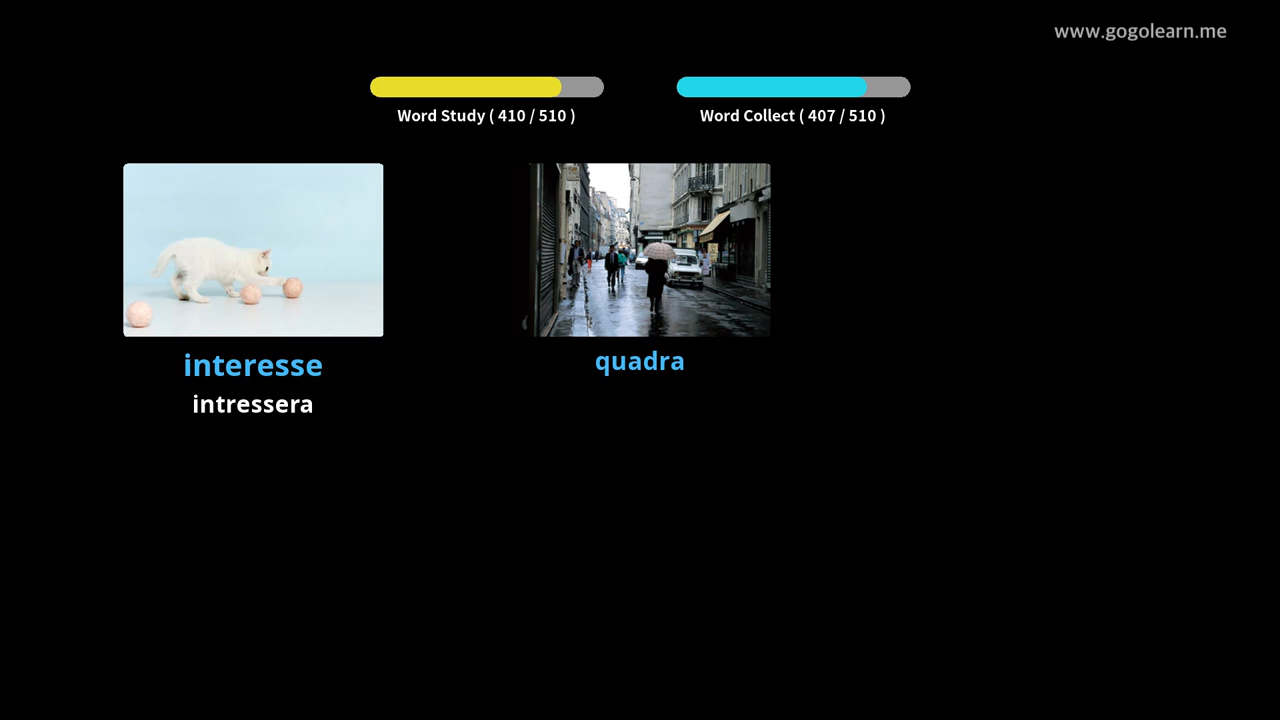 www.gogolearn.me
Word Study ( 410 / 510 )
Word Collect ( 407 / 510 )
interesse
intressera
quadra